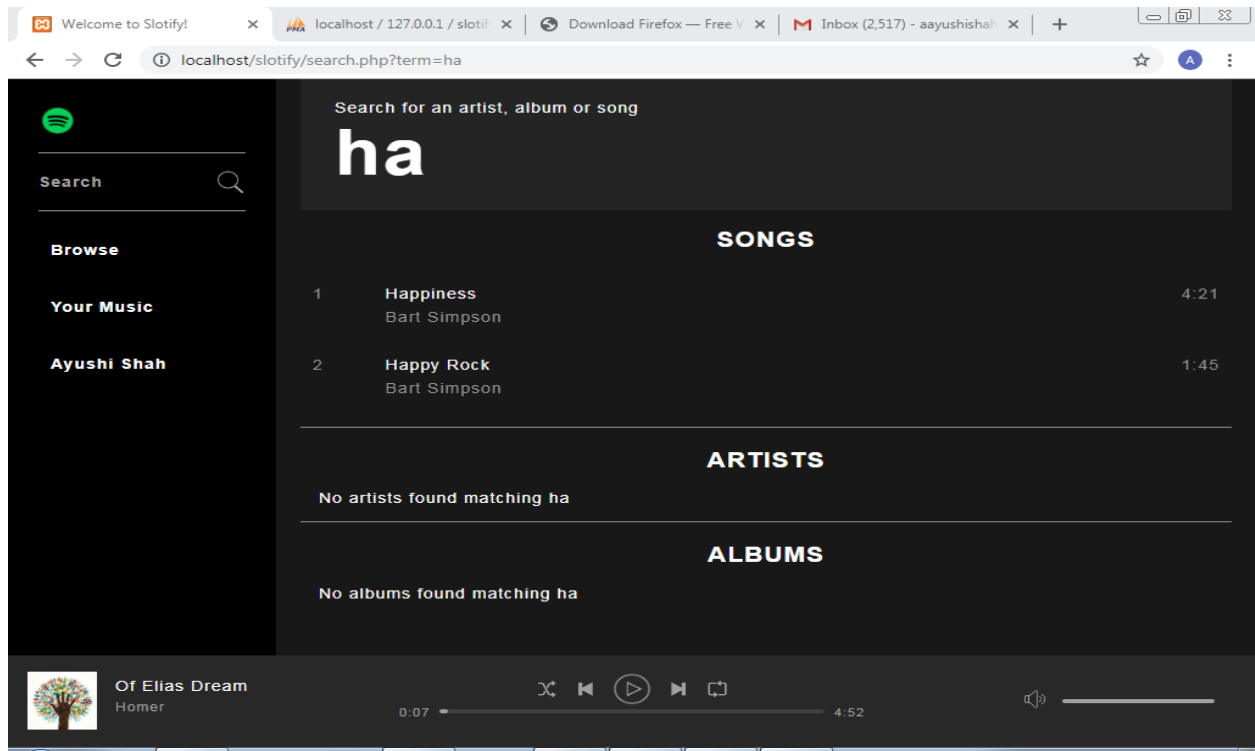 Welcome to Slotify!
localhost / 127.0.0.1 / slotif
Download Firefox — Free
Inbox (2,517) - aayushishah
localhost/slotify/search.php?term=ha
A
Search for an artist, album or song
ha
Search
Browse
Your Music
Ayushi Shah
SONGS
1 Happiness 4:21
Bart Simpson
2 Happy Rock 1:45
Bart Simpson
ARTISTS
No artists found matching ha
ALBUMS
No albums found matching ha
Of Elias Dream
Homer
0:07 4:52